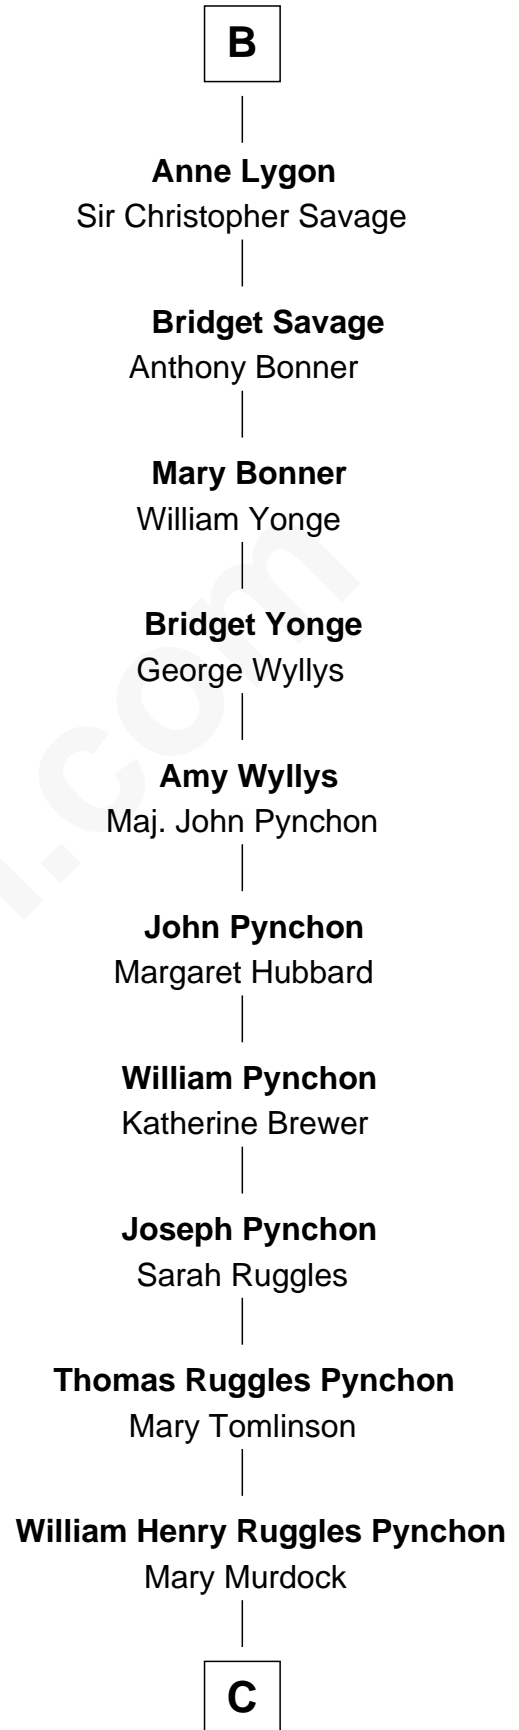 B
Anne Lygon
Sir Christopher Savage
Bridget Savage
Anthony Bonner
Mary Bonner
William Yonge
Bridget Yonge
George Wyllys
Amy Wyllys
Maj. John Pynchon
John Pynchon
Margaret Hubbard
William Pynchon
Katherine Brewer
Joseph Pynchon
Sarah Ruggles
Thomas Ruggles Pynchon
Mary Tomlinson
William Henry Ruggles Pynchon
Mary Murdock
C